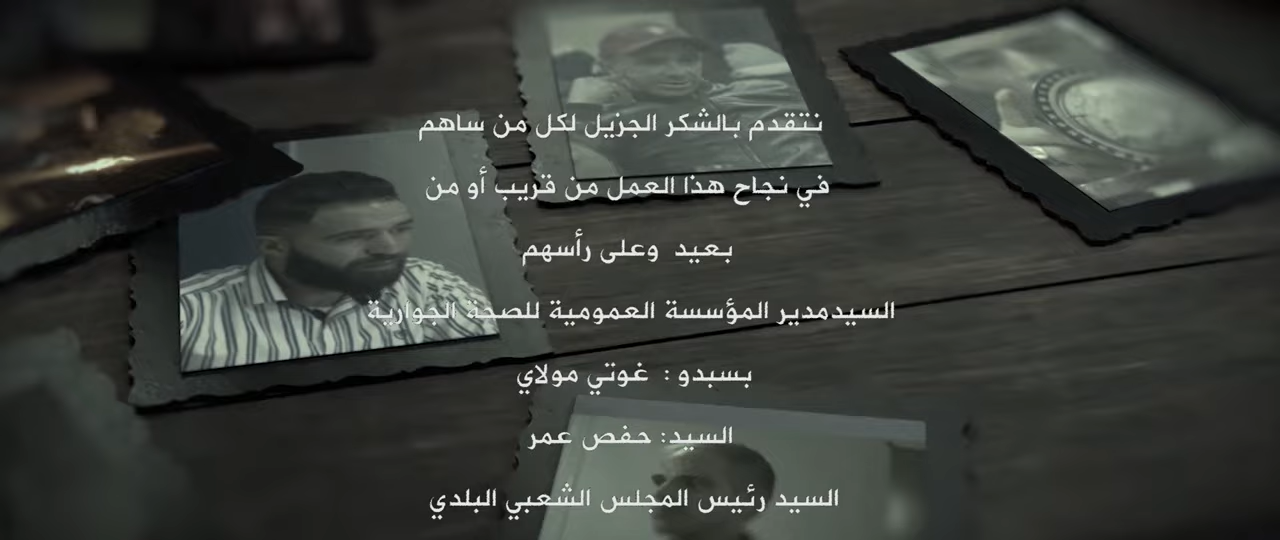 نتقدم بالشكر الجزيل لكل من ساهم
في نجاح هذا العمل من قريب أو من
بعيد وعلى رأسهم
السيدمدير المؤسسة العمومية للصحة الجوارية
بسبدو : غوتي مولاي
السيد: حفص عمر
السيد رئيس المجلس الشعبي البلدي